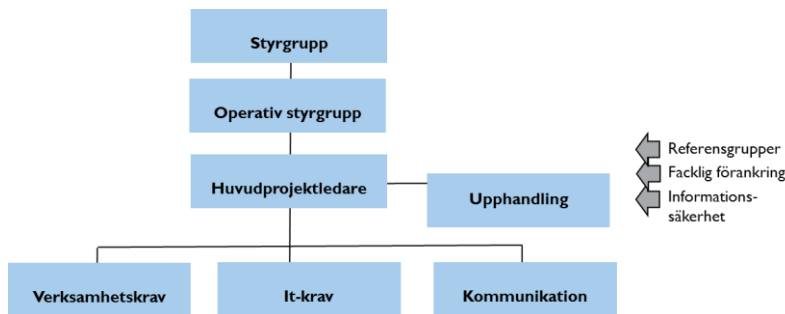 Styrgrupp
Operativ styrgrupp
Referensgrupper
Facklig förankring
Huvudprojektledare
Upphandling
Informations-
säkerhet
Verksamhetskrav
It-krav
Kommunikation